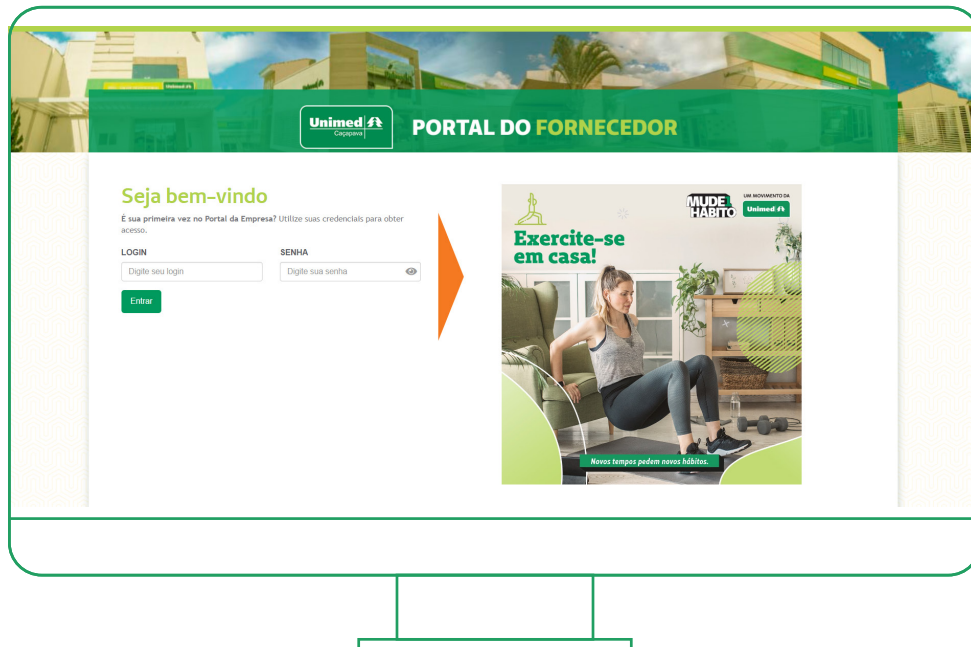 Unimed
Caçapava
PORTAL DO FORNECEDOR
Seja bem-vindo
É sua primeira vez no Portal da Empresa? Utilize suas credenciais para obter
acesso.
LOGIN
SENHA
Digite seu login
Digite sua senha
Entrar
MUDE1
HÁBITO
UM MOVIMENTO DA
Unimed
Exercite-se
em casa!
Novos tempos pedem novos hábitos.